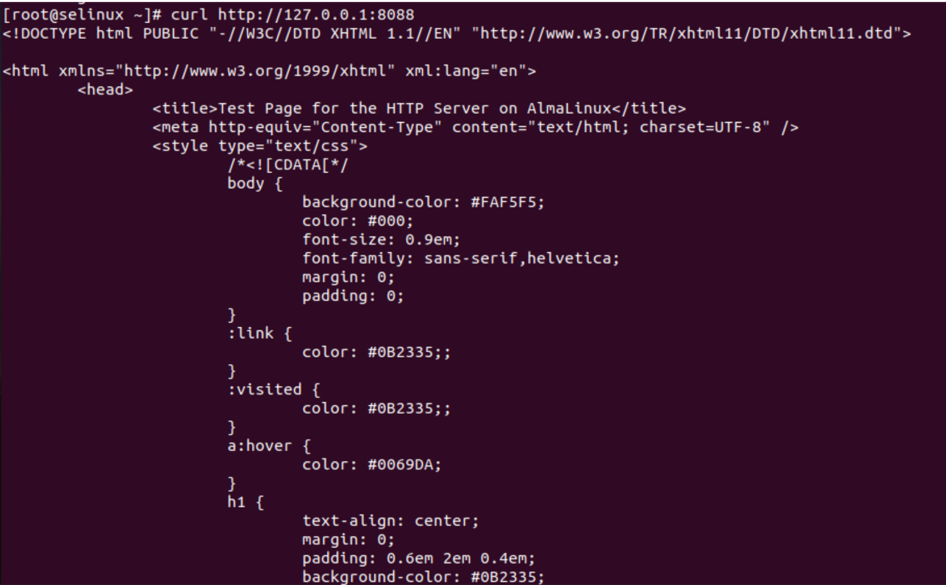 [root@selinux ~]# curl http://127.0.0.1:8088
<!DOCTYPE html PUBLIC "-//W3C//DTD XHTML 1.1//EN" "http://www.w3.org/TR/xhtml11/DTD/xhtml11.dtd">
<html xmlns="http://www.w3.org/1999/xhtml" xml:lang="en">
<head>
<title>Test Page for the HTTP Server on AlmaLinux</title>
<meta http-equiv="Content-Type" content="text/html; charset=UTF-8" />
<style type="text/css">
/*<![CDATA[*/
body {
background-color: #FAF5F5;
color: #000;
font-size: 0.9em;
font-family: sans-serif,helvetica;
margin: 0;
padding: 0;
}
:link {
color: #0B2335;;
}
:visited {
color: #0B2335;;
}
a:hover {
color: #0069DA;
}
h1 {
text-align: center;
margin: 0;
padding: 0.6em 2em 0.4em;
background-color: #0B2335;